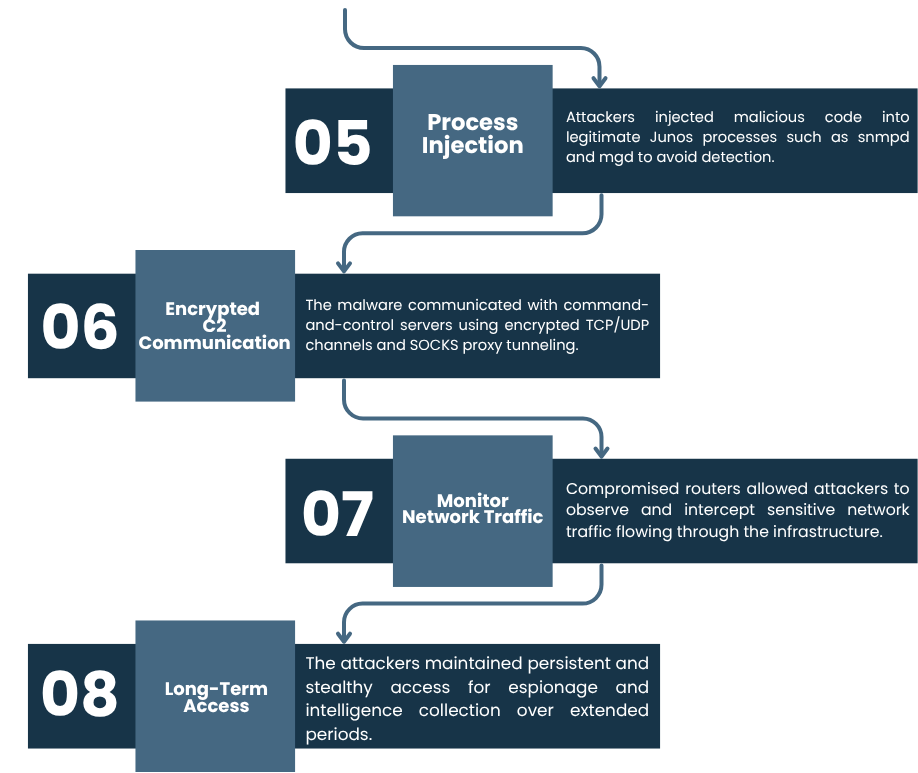 05
Process
Injection
Attackers injected malicious code into
legitimate Junos processes such as snmpd
and mgd to avoid detection.
06
Encrypted
C2
Communication
The malware communicated with command-
and-control servers using encrypted TCP/UDP
channels and SOCKS proxy tunneling.
07
Monitor
Network Traffic
Compromised routers allowed attackers to
observe and intercept sensitive network
traffic flowing through the infrastructure.
08
Long-Term
Access
The attackers maintained persistent and
stealthy access for espionage and
intelligence collection over extended
periods.